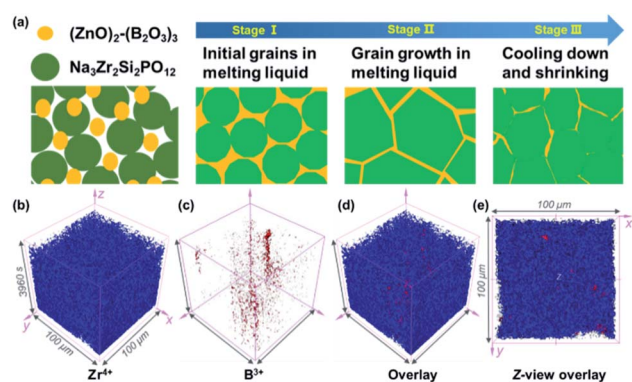 (a)
(ZnO)₂-(B₂O₃)₃
Na₃Zr₂Si₂PO₁₂
Stage Ⅰ
Stage Ⅱ
Stage Ⅲ
Initial grains in
melting liquid
Grain growth in
melting liquid
Cooling down
and shrinking
(b)
z
3960 s
y
100 μm
100 μm
x
Zr⁴⁺
(c)
B³⁺
(d)
Overlay
(e)
100 μm
x
100 μm
z
y
Z-view overlay